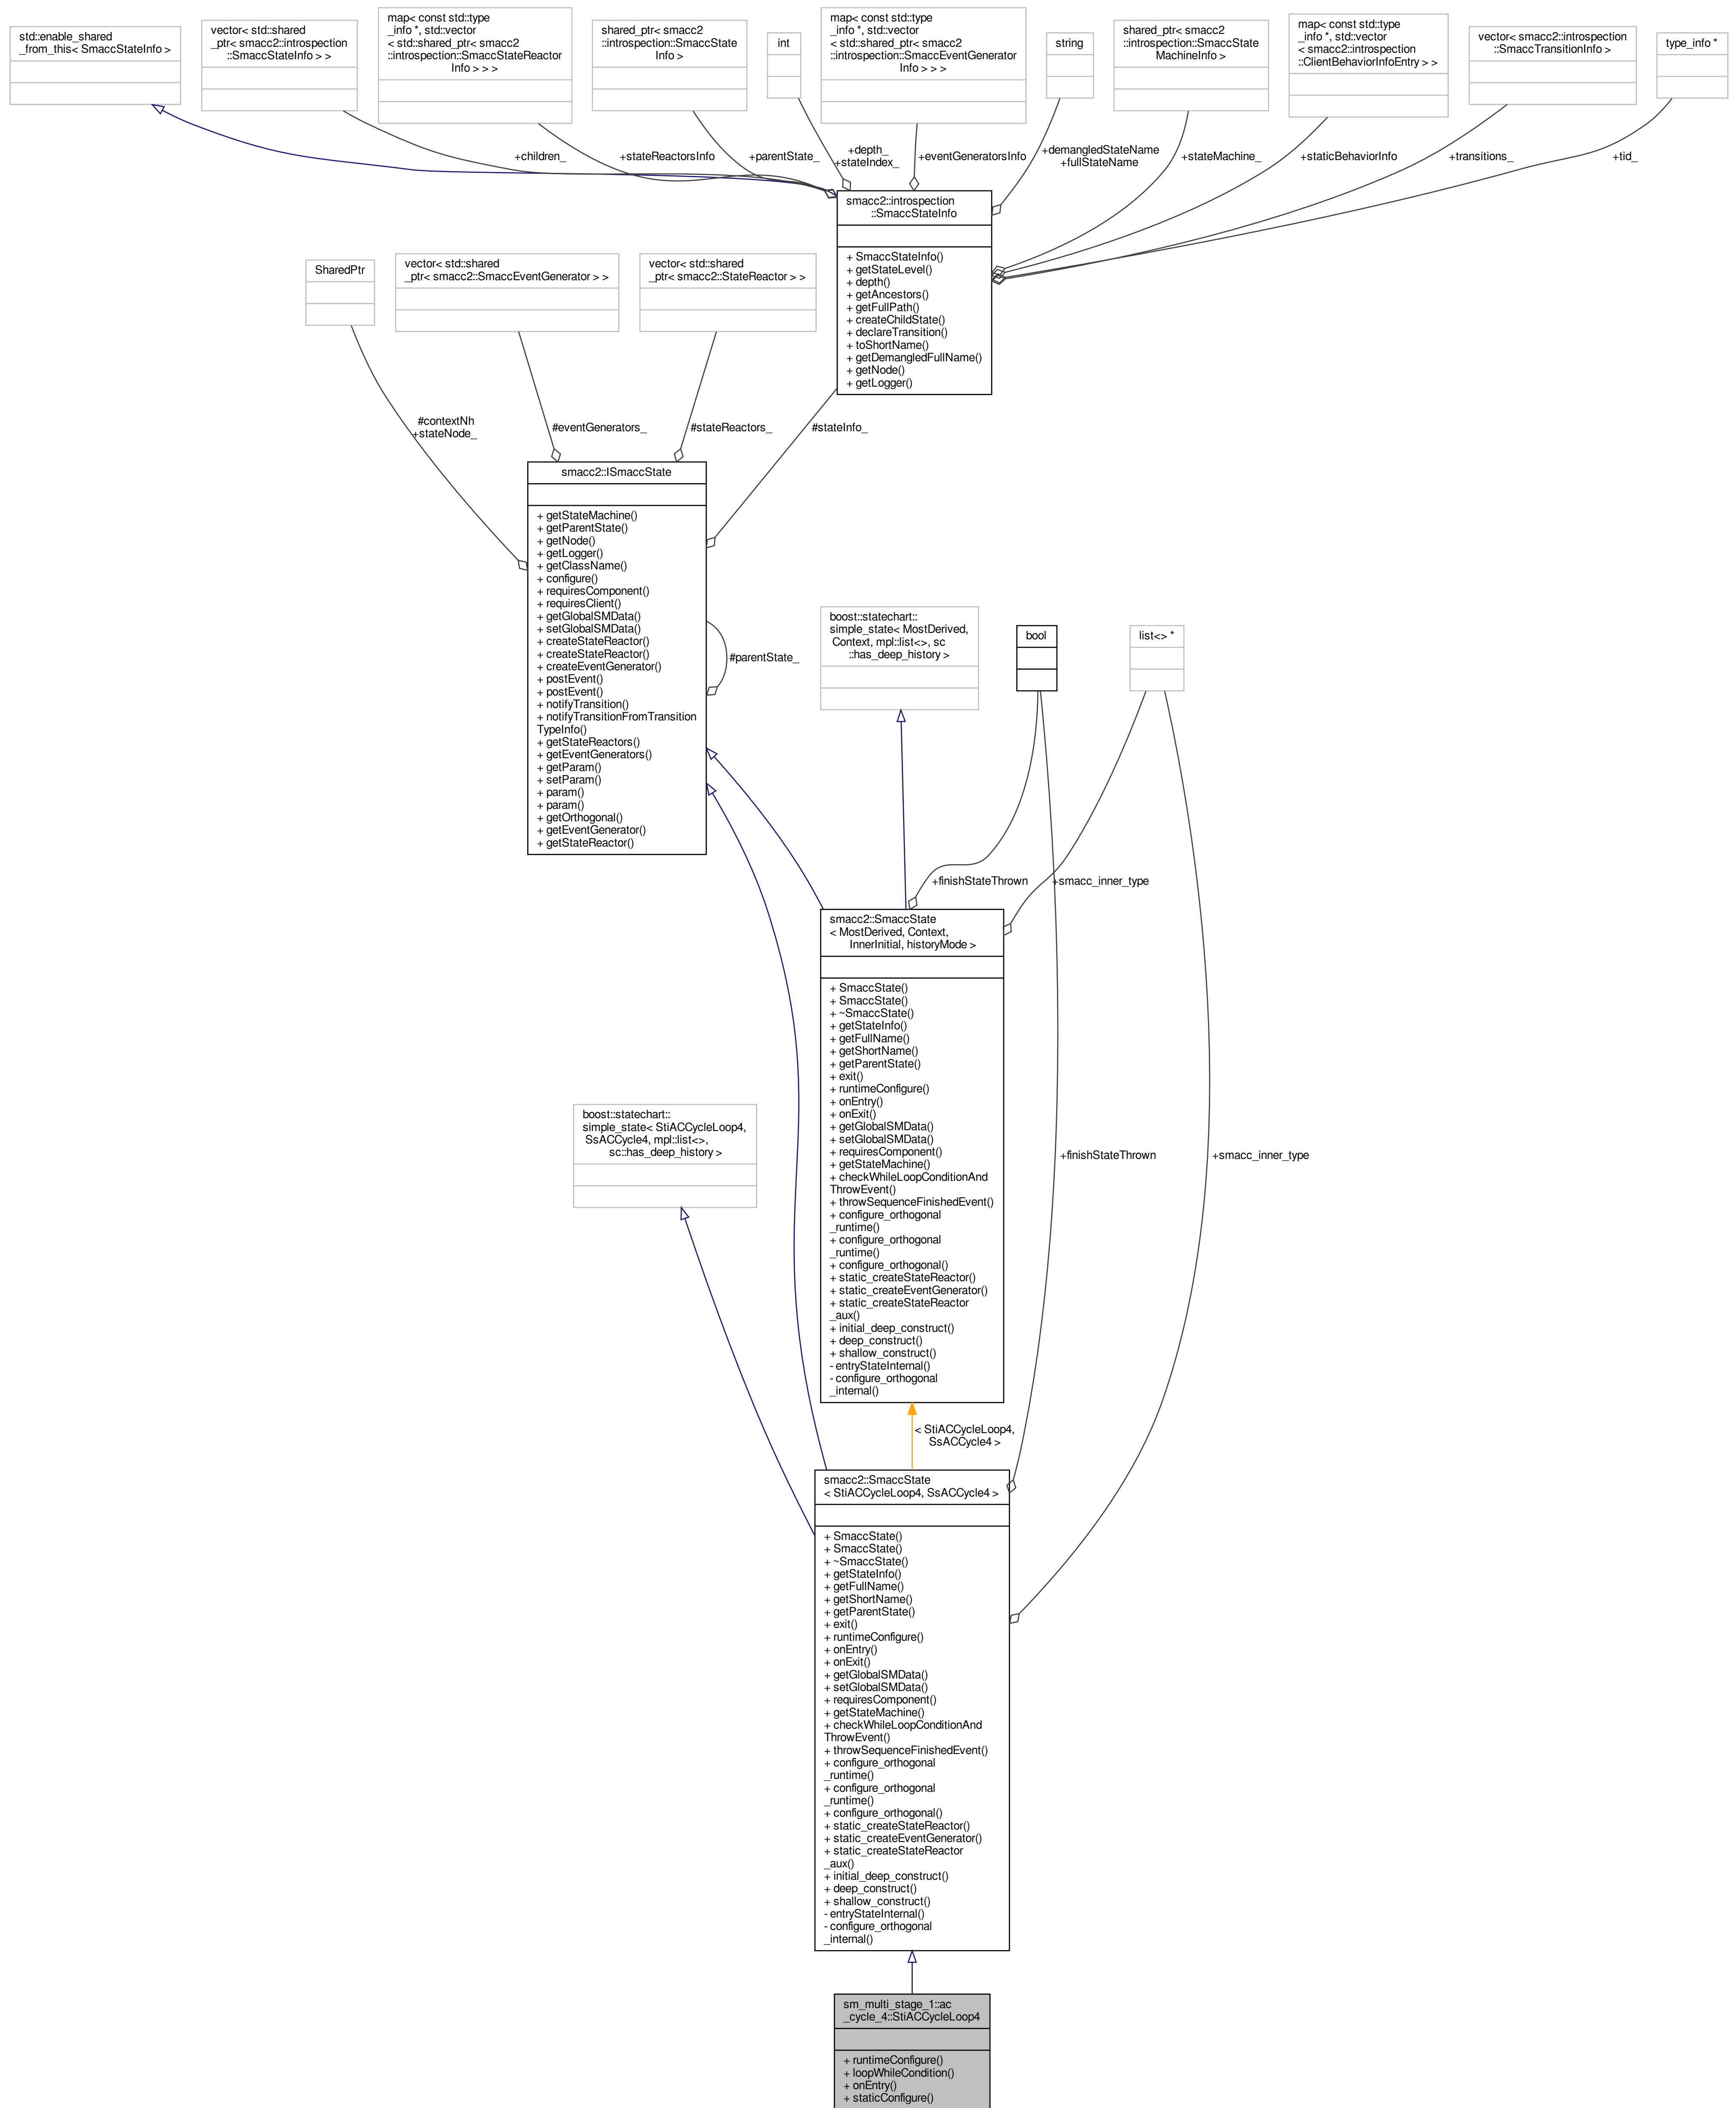 std::enable_shared
_from_this< SmaccStateInfo >
vector< std::shared
_ptr< smacc2::introspection
::SmaccStateInfo > >
map< const std::type
_info *, std::vector
< std::shared_ptr< smacc2
::introspection::SmaccStateReactor
Info > > >
shared_ptr< smacc2
::introspection::SmaccState
Info >
int
map< const std::type
_info *, std::vector
< std::shared_ptr< smacc2
::introspection::SmaccEventGenerator
Info > > >
string
shared_ptr< smacc2
::introspection::SmaccState
MachineInfo >
map< const std::type
_info *, std::vector
< smacc2::introspection
::ClientBehaviorInfoEntry > >
vector< smacc2::introspection
::SmaccTransitionInfo >
type_info *
+children_
+stateReactorsInfo
+parentState_
+depth_
+stateIndex_
+eventGeneratorsInfo
+demangledStateName
+fullStateName
+stateMachine_
+staticBehaviorInfo
+transitions_
+tid_
smacc2::introspection
::SmaccStateInfo
+ SmaccStateInfo()
+ getStateLevel()
+ depth()
+ getAncestors()
+ getFullPath()
+ createChildState()
+ declareTransition()
+ toShortName()
+ getDemangledFullName()
+ getNode()
+ getLogger()
SharedPtr
vector< std::shared
_ptr< smacc2::SmaccEventGenerator > >
vector< std::shared
_ptr< smacc2::StateReactor > >
#contextNh
+stateNode_
#eventGenerators_
#stateReactors_
#stateInfo_
smacc2::ISmaccState
+ getStateMachine()
+ getParentState()
+ getNode()
+ getLogger()
+ getClassName()
+ configure()
+ requiresComponent()
+ requiresClient()
+ getGlobalSMData()
+ setGlobalSMData()
+ createStateReactor()
+ createStateReactor()
+ createEventGenerator()
+ postEvent()
+ postEvent()
+ notifyTransition()
+ notifyTransitionFromTransition
TypeInfo()
+ getStateReactors()
+ getEventGenerators()
+ getParam()
+ setParam()
+ param()
+ param()
+ getOrthogonal()
+ getEventGenerator()
+ getStateReactor()
#parentState_
boost::statechart::
simple_state< MostDerived,
Context, mpl::list<>, sc
::has_deep_history >
bool
list<> *
+finishStateThrown
+smacc_inner_type
smacc2::SmaccState
< MostDerived, Context,
InnerInitial, historyMode >
+ SmaccState()
+ SmaccState()
+ ~SmaccState()
+ getStateInfo()
+ getFullName()
+ getShortName()
+ getParentState()
+ exit()
+ runtimeConfigure()
+ onEntry()
+ onExit()
+ getGlobalSMData()
+ setGlobalSMData()
+ requiresComponent()
+ getStateMachine()
+ checkWhileLoopConditionAnd
ThrowEvent()
+ throwSequenceFinishedEvent()
+ configure_orthogonal
_runtime()
+ configure_orthogonal
_runtime()
+ configure_orthogonal()
+ static_createStateReactor()
+ static_createEventGenerator()
+ static_createStateReactor
_aux()
+ initial_deep_construct()
+ deep_construct()
+ shallow_construct()
- entryStateInternal()
- configure_orthogonal
_internal()
boost::statechart::
simple_state< StiACCycleLoop4,
SsACCycle4, mpl::list<>,
sc::has_deep_history >
+finishStateThrown
+smacc_inner_type
< StiACCycleLoop4,
SsACCycle4 >
smacc2::SmaccState
< StiACCycleLoop4, SsACCycle4 >
+ SmaccState()
+ SmaccState()
+ ~SmaccState()
+ getStateInfo()
+ getFullName()
+ getShortName()
+ getParentState()
+ exit()
+ runtimeConfigure()
+ onEntry()
+ onExit()
+ getGlobalSMData()
+ setGlobalSMData()
+ requiresComponent()
+ getStateMachine()
+ checkWhileLoopConditionAnd
ThrowEvent()
+ throwSequenceFinishedEvent()
+ configure_orthogonal
_runtime()
+ configure_orthogonal
_runtime()
+ configure_orthogonal()
+ static_createStateReactor()
+ static_createEventGenerator()
+ static_createStateReactor
_aux()
+ initial_deep_construct()
+ deep_construct()
+ shallow_construct()
- entryStateInternal()
- configure_orthogonal
_internal()
sm_multi_stage_1::ac
_cycle_4::StiACCycleLoop4
+ runtimeConfigure()
+ loopWhileCondition()
+ onEntry()
+ staticConfigure()